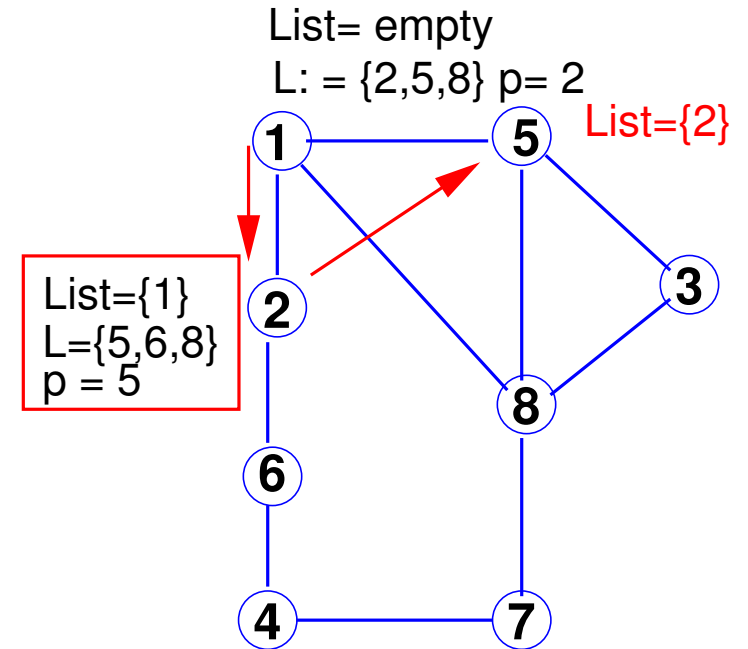 List= empty
L: = {2,5,8} p= 2
List={2}
1
5
List={1}
L={5,6,8}
p = 5
2
3
8
6
4
7